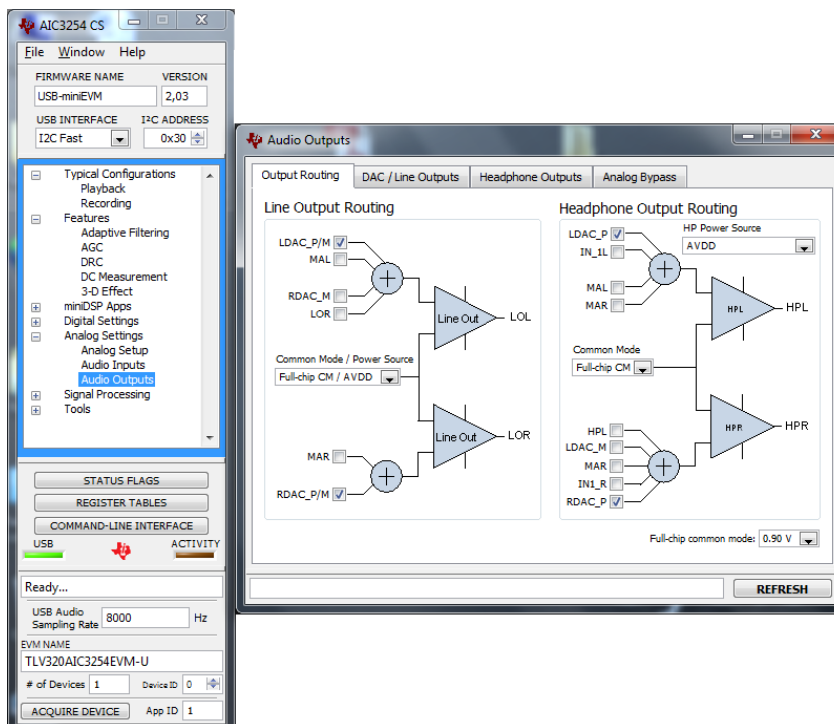 AIC3254 CS
File Window Help
FIRMWARE NAME VERSION
USB-miniEVM 2,03
USB INTERFACE I²C ADDRESS
I2C Fast 0x30
Typical Configurations
Playback
Recording
Features
Adaptive Filtering
AGC
DRC
DC Measurement
3-D Effect
miniDSP Apps
Digital Settings
Analog Settings
Analog Setup
Audio Inputs
Audio Outputs
Signal Processing
Tools
STATUS FLAGS
REGISTER TABLES
COMMAND-LINE INTERFACE
USB ACTIVITY
Ready...
USB Audio
Sampling Rate 8000 Hz
EVM NAME
TLV320AIC3254EVM-U
# of Devices 1 Device ID 0
ACQUIRE DEVICE App ID 1
Audio Outputs
Output Routing DAC / Line Outputs Headphone Outputs Analog Bypass
Line Output Routing
LDAC_P/M
MAL
RDAC_M
LOR
Line Out LOL
Common Mode / Power Source
Full-chip CM / AVDD
Line Out LOR
MAR
RDAC_P/M
Headphone Output Routing
HP Power Source
AVDD
LDAC_P
IN_1L
MAL
MAR
HPL HPL
Common Mode
Full-chip CM
HPR HPR
HPL
LDAC_M
MAR
IN1_R
RDAC_P
Full-chip common mode: 0.90 V
REFRESH